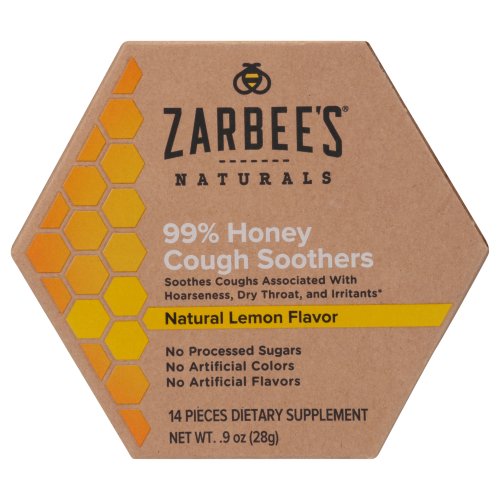 ZARBEE'S®
NATURALS
99% Honey
Cough Soothers
Soothes Coughs Associated With
Hoarseness, Dry Throat, and Irritants*
Natural Lemon Flavor
No Processed Sugars
No Artificial Colors
No Artificial Flavors
14 PIECES DIETARY SUPPLEMENT
NET WT. .9 oz (28g)